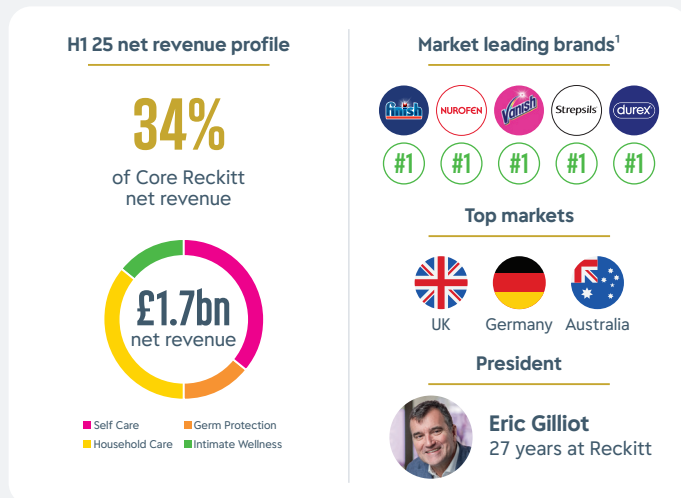 H1 25 net revenue profile
34%
of Core Reckitt
net revenue
£1.7bn
net revenue
Self Care
Germ Protection
Household Care
Intimate Wellness
Market leading brands¹
finish
NUROFEN
Vanish
Strepsils
durex
#1
#1
#1
#1
#1
Top markets
UK
Germany
Australia
President
Eric Gilliot
27 years at Reckitt